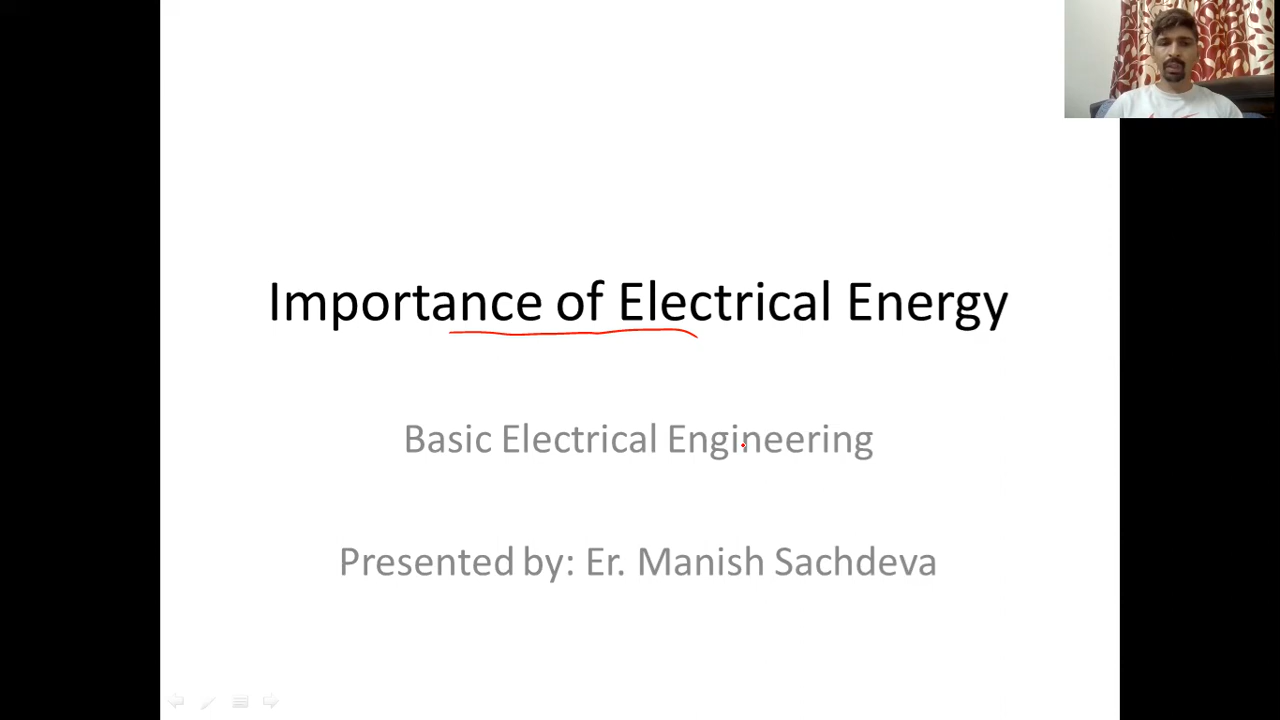 Importance of Electrical Energy
Basic Electrical Engineering
Presented by: Er. Manish Sachdeva